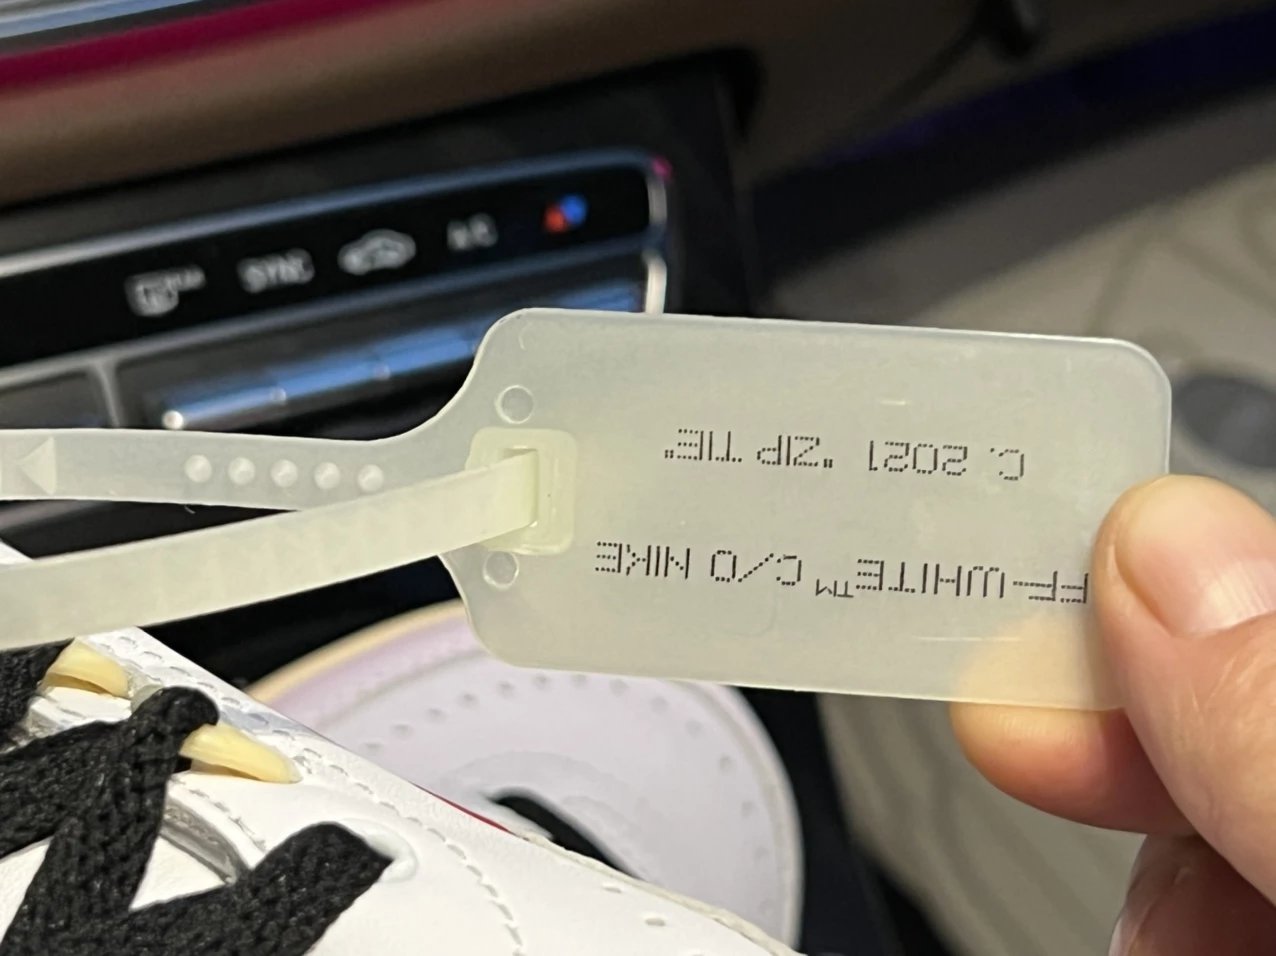 SYNC A/C
FF-WHITE™ C/O NIKE
C. 2021 "ZIP TIE"